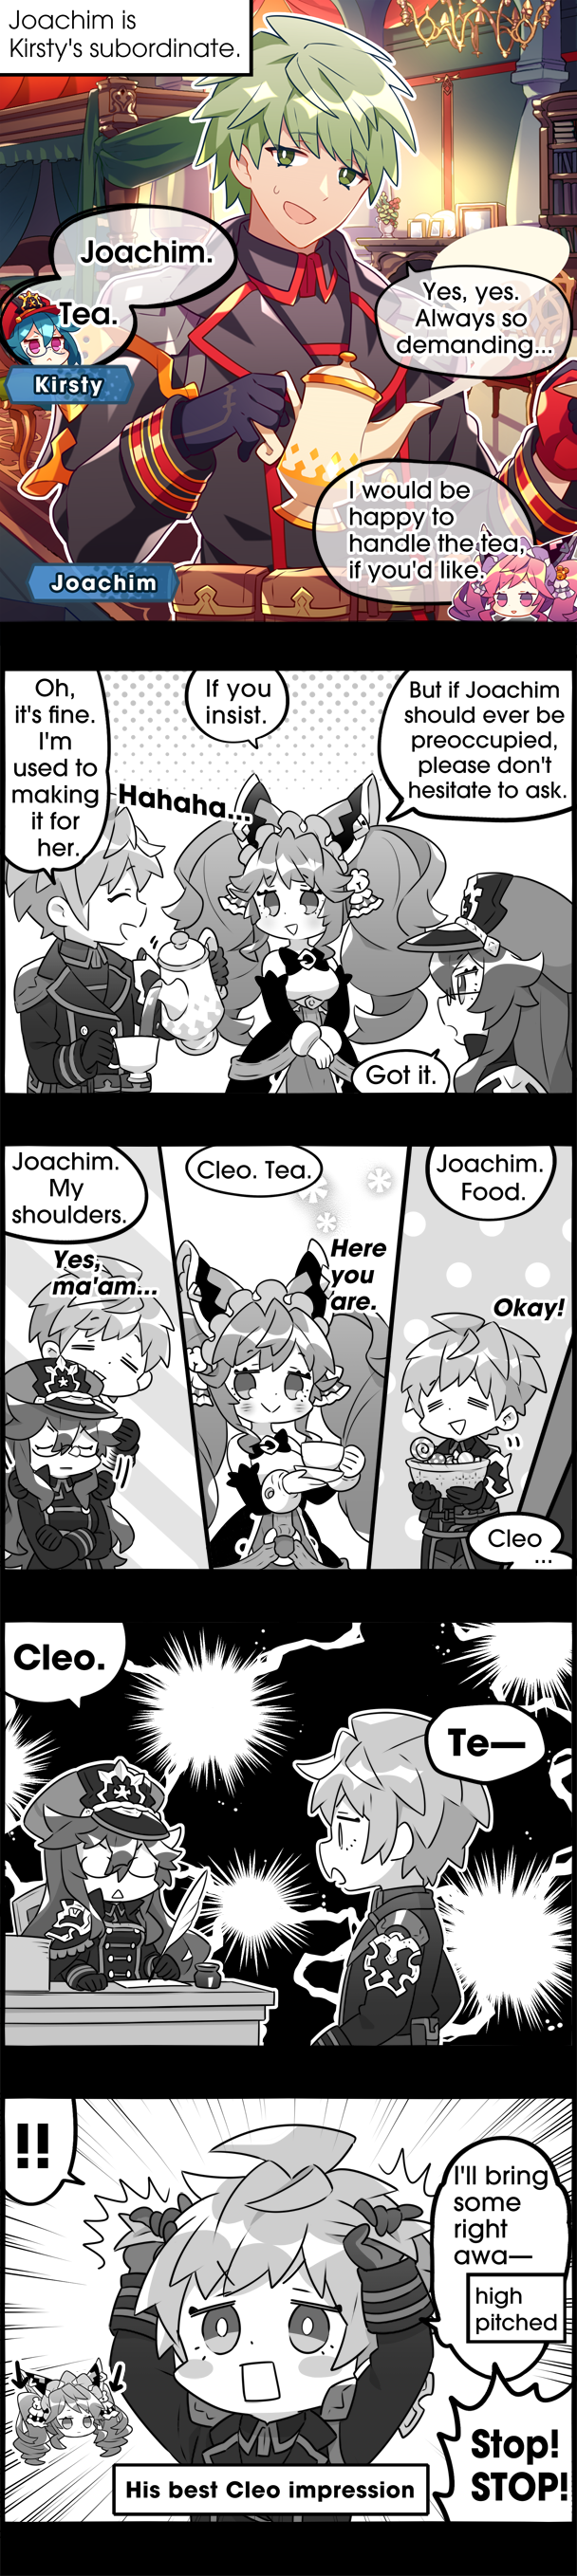 Joachim is
Kirsty's subordinate.
Joachim.
Tea.
Kirsty
Yes, yes.
Always so
demanding...
I would be
happy to
handle the tea,
if you'd like.
Joachim
Oh,
it's fine.
I'm
used to
making
it for
her.
Hahaha...
If you
insist.
But if Joachim
should ever be
preoccupied,
please don't
hesitate to ask.
Got it.
Joachim.
My
shoulders.
Yes,
ma'am...
Cleo. Tea.
Here
you
are.
Joachim.
Food.
Okay!
Cleo
...
Cleo.
Te—
!!
I'll bring
some
right
awa—
high
pitched
His best Cleo impression
Stop!
STOP!